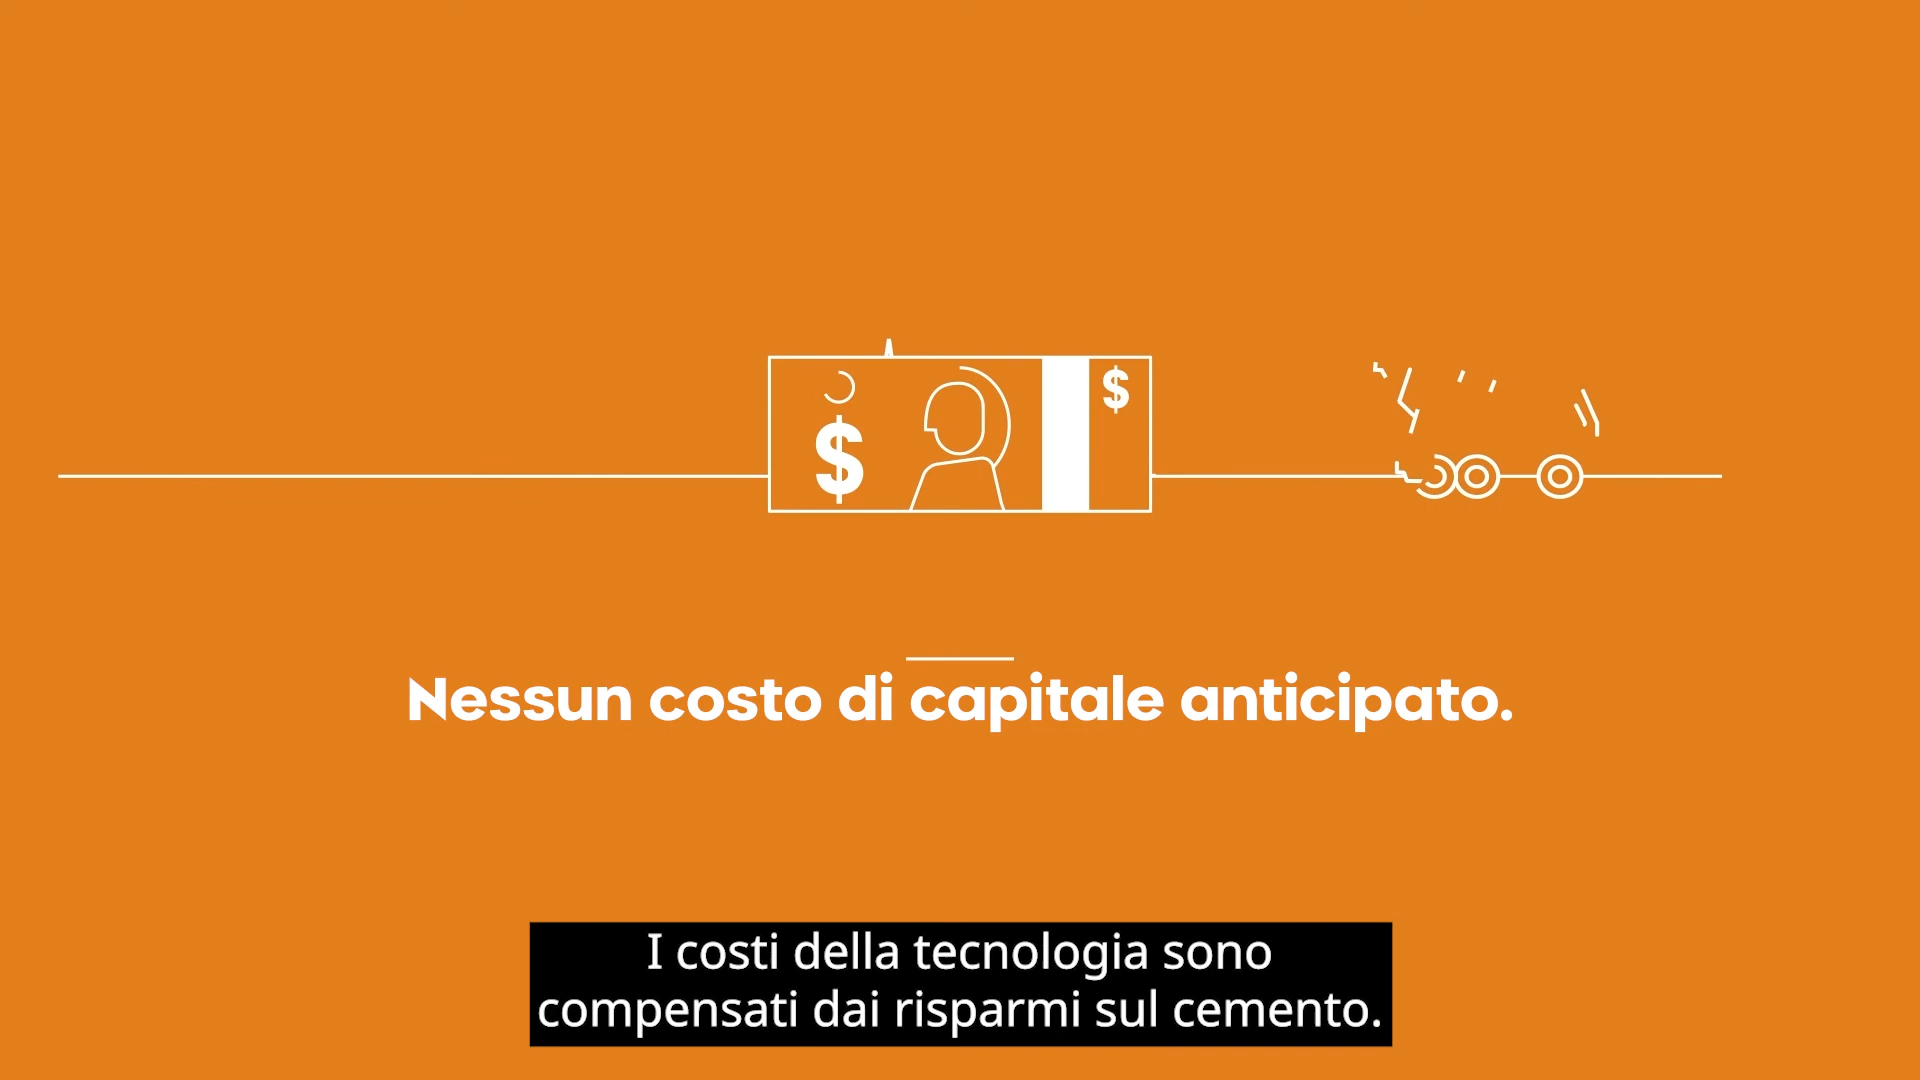 $
$
Nessun costo di capitale anticipato.
I costi della tecnologia sono
compensati dai risparmi sul cemento.